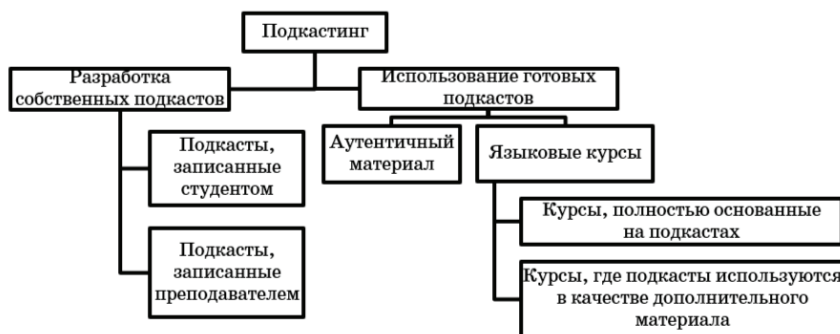 Подкастинг
Разработка
собственных подкастов
Использование готовых
подкастов
Подкасты,
записанные
студентом
Подкасты,
записанные
преподавателем
Аутентичный
материал
Языковые курсы
Курсы, полностью основанные
на подкастах
Курсы, где подкасты используются
в качестве дополнительного
материала